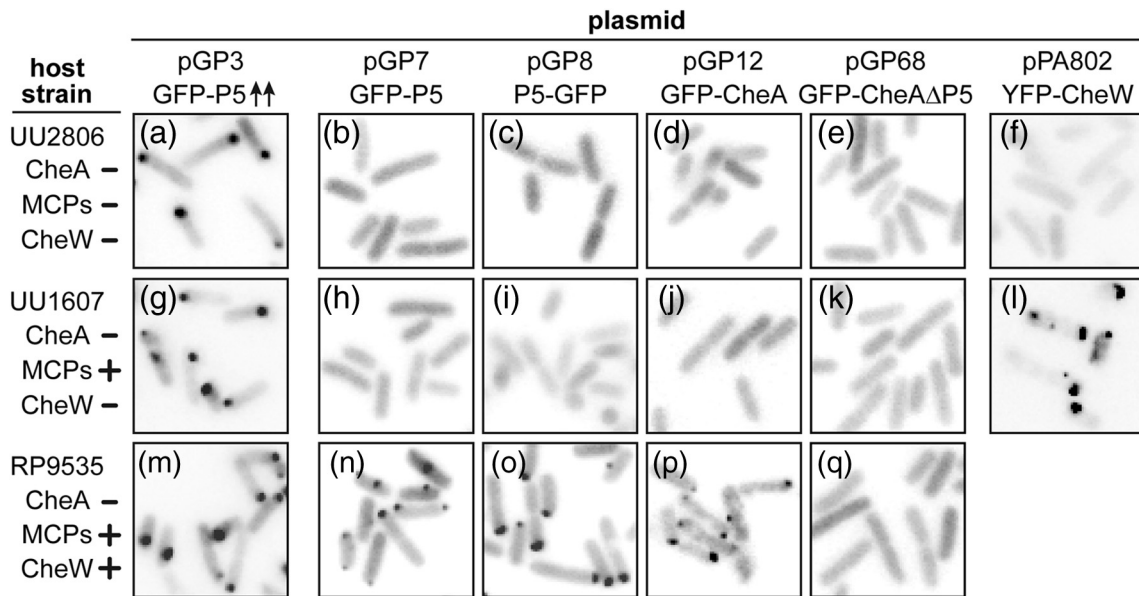 plasmid
host strain
pGP3 pGP7 pGP8 pGP12 pGP68 pPA802
GFP-P5↑↑ GFP-P5 P5-GFP GFP-CheA GFP-CheAΔP5 YFP-CheW
UU2806 (a) (b) (c) (d) (e) (f)
CheA –
MCPs –
CheW –
UU1607 (g) (h) (i) (j) (k) (l)
CheA –
MCPs +
CheW –
RP9535 (m) (n) (o) (p) (q)
CheA –
MCPs +
CheW +